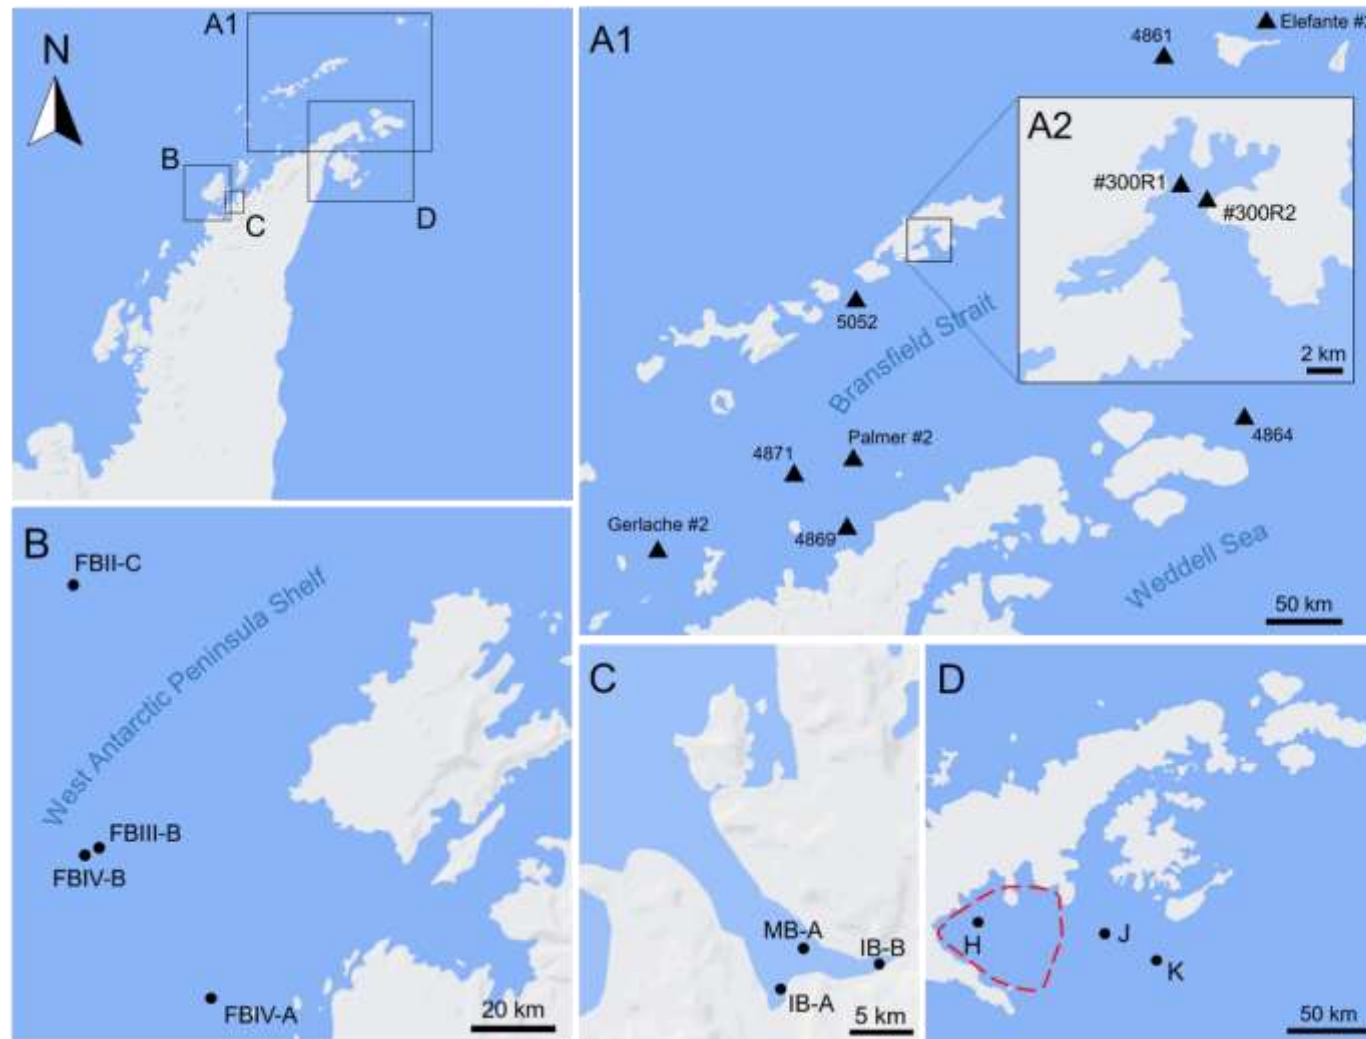 N
A1
B
C
D
A1
4861
Elefante #2
A2
#300R1
#300R2
2 km
5052
Bransfield Strait
4864
Palmer #2
4871
4869
Gerlache #2
Weddell Sea
50 km
B
FBII-C
West Antarctic Peninsula Shelf
FBIII-B
FBIV-B
FBIV-A
20 km
C
MB-A
IB-B
IB-A
5 km
D
H
J
K
50 km